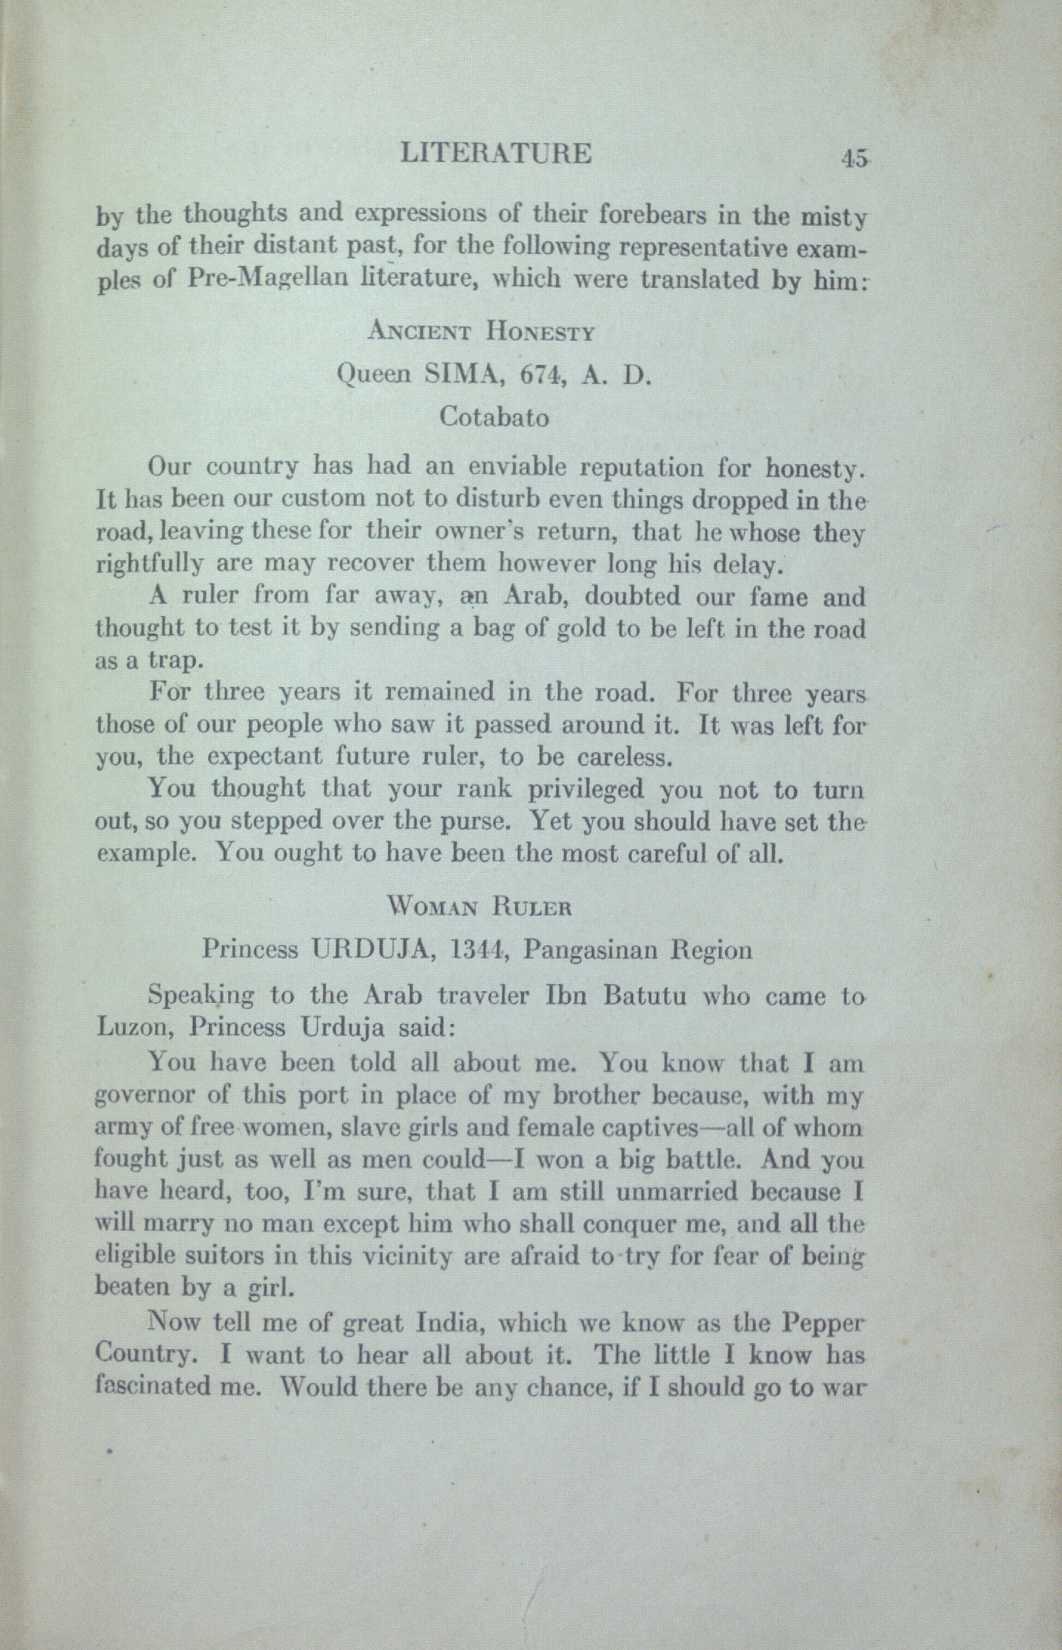 LITERATURE 45
by the thoughts and expressions of their forebears in the misty
days of their distant past, for the following representative exam-
ples of Pre-Magellan literature, which were translated by him:
ANCIENT HONESTY
Queen SIMA, 674, A. D.
Cotabato
Our country has had an enviable reputation for honesty.
It has been our custom not to disturb even things dropped in the
road, leaving these for their owner's return, that he whose they
rightfully are may recover them however long his delay.
A ruler from far away, an Arab, doubted our fame and
thought to test it by sending a bag of gold to be left in the road
as a trap.
For three years it remained in the road. For three years
those of our people who saw it passed around it. It was left for
you, the expectant future ruler, to be careless.
You thought that your rank privileged you not to turn
out, so you stepped over the purse. Yet you should have set the
example. You ought to have been the most careful of all.
WOMAN RULER
Princess URDUJA, 1344, Pangasinan Region
Speaking to the Arab traveler Ibn Batutu who came to
Luzon, Princess Urduja said:
You have been told all about me. You know that I am
governor of this port in place of my brother because, with my
army of free women, slave girls and female captives—all of whom
fought just as well as men could—I won a big battle. And you
have heard, too, I'm sure, that I am still unmarried because I
will marry no man except him who shall conquer me, and all the
eligible suitors in this vicinity are afraid to try for fear of being
beaten by a girl.
Now tell me of great India, which we know as the Pepper
Country. I want to hear all about it. The little I know has
fascinated me. Would there be any chance, if I should go to war